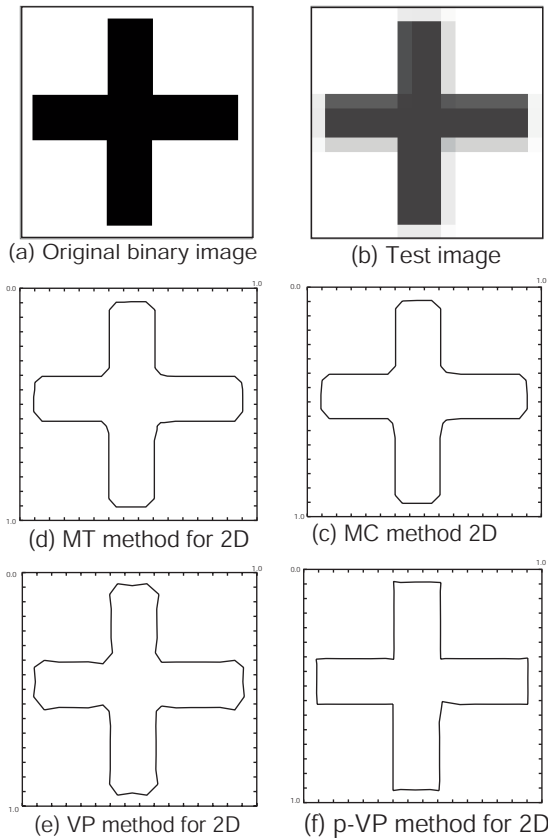 (a) Original binary image
(b) Test image
0.0 1.0
0.0 1.0
1.0
1.0
(d) MT method for 2D
(c) MC method 2D
0.0 1.0
0.0 1.0
1.0
1.0
(e) VP method for 2D
(f) p-VP method for 2D